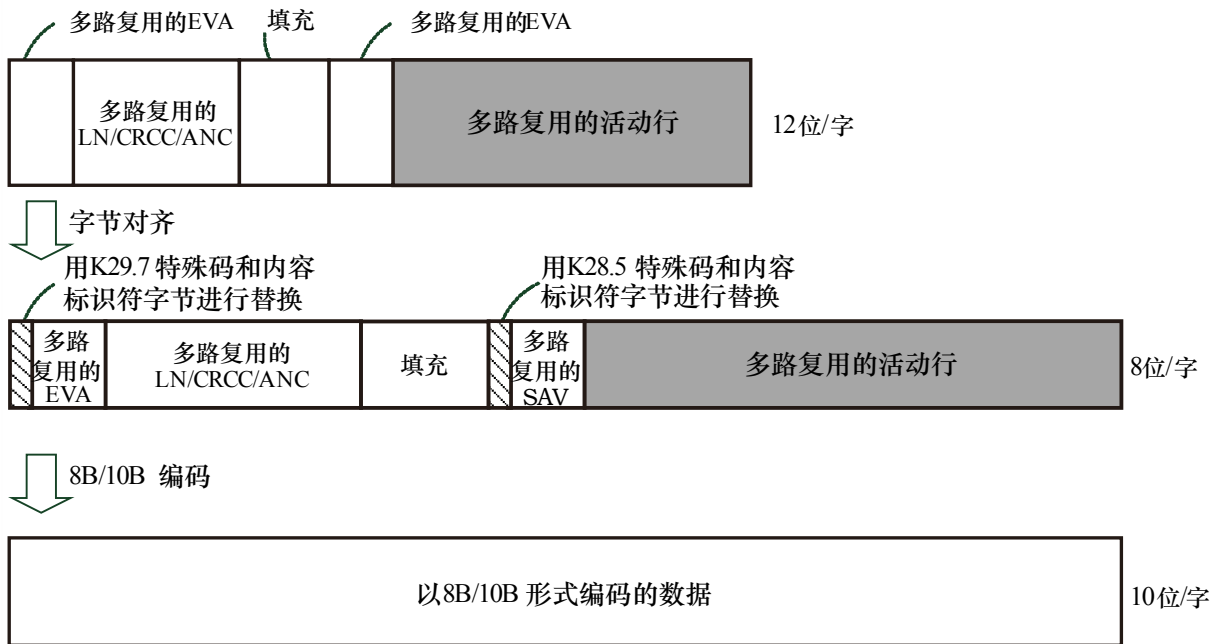 多路复用的EVA
填充
多路复用的EVA
多路复用的
LN/CRCC/ANC
多路复用的活动行
12位/字
字节对齐
用K29.7 特殊码和内容
标识符字节进行替换
用K28.5 特殊码和内容
标识符字节进行替换
多路
复用的
EVA
多路复用的
LN/CRCC/ANC
填充
多路
复用的
SAV
多路复用的活动行
8位/字
8B/10B 编码
以8B/10B 形式编码的数据
10位/字